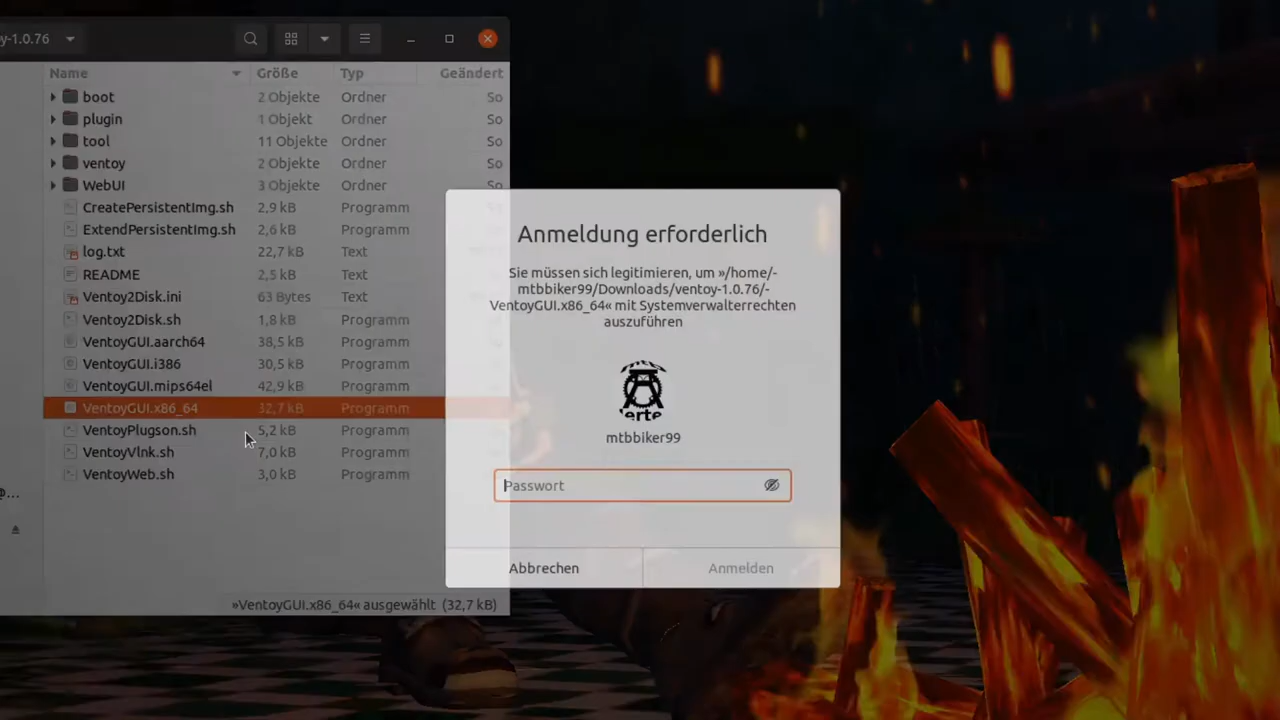 y-1.0.76
Name Größe Typ Geändert
boot 2 Objekte Ordner So
plugin 1 Objekt Ordner So
tool 11 Objekte Ordner So
ventoy 2 Objekte Ordner So
WebUI 3 Objekte Ordner So
CreatePersistentImg.sh 2,9 kB Programm
ExtendPersistentImg.sh 2,6 kB Programm
log.txt 22,7 kB Text
README 2,5 kB Text
Ventoy2Disk.ini 63 Bytes Text
Ventoy2Disk.sh 1,8 kB Programm
VentoyGUI.aarch64 38,5 kB Programm
VentoyGUI.i386 30,5 kB Programm
VentoyGUI.mips64el 42,9 kB Programm
VentoyGUI.x86_64 32,7 kB Programm
VentoyPlugson.sh 5,2 kB Programm
VentoyVlnk.sh 7,0 kB Programm
VentoyWeb.sh 3,0 kB Programm
@...
»VentoyGUI.x86_64« ausgewählt (32,7 kB)
Anmeldung erforderlich
Sie müssen sich legitimieren, um »/home/-
mtbbiker99/Downloads/ventoy-1.0.76/-
VentoyGUI.x86_64« mit Systemverwalterrechten
auszuführen
erte
mtbbiker99
Passwort
Abbrechen Anmelden